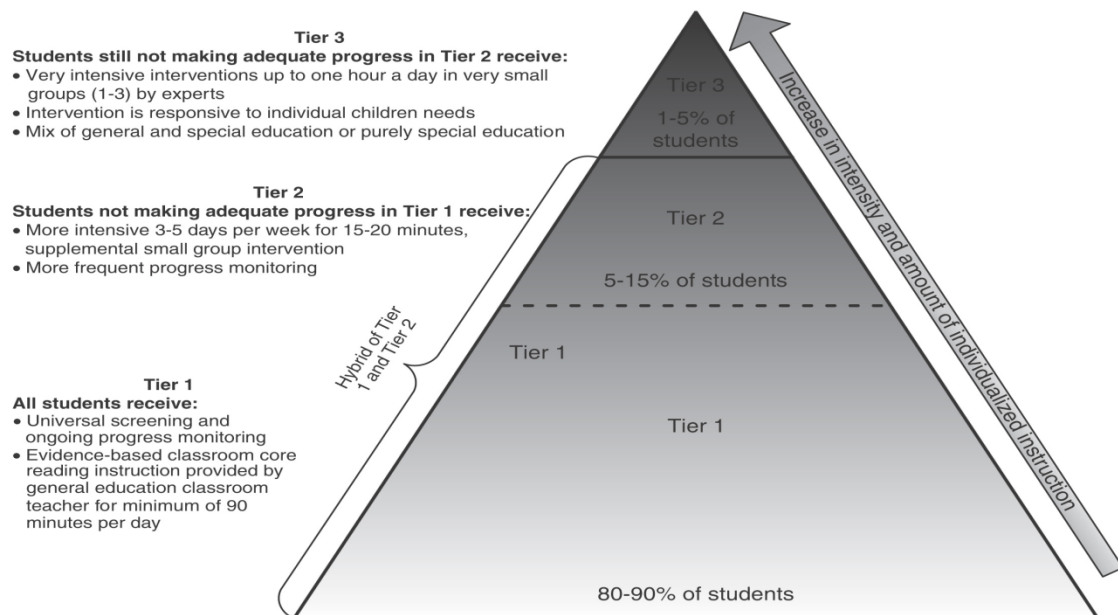 Tier 3
Students still not making adequate progress in Tier 2 receive:
• Very intensive interventions up to one hour a day in very small
groups (1-3) by experts
• Intervention is responsive to individual children needs
• Mix of general and special education or purely special education
Tier 2
Students not making adequate progress in Tier 1 receive:
• More intensive 3-5 days per week for 15-20 minutes,
supplemental small group intervention
• More frequent progress monitoring
Tier 1
All students receive:
• Universal screening and
ongoing progress monitoring
• Evidence-based classroom core
reading instruction provided by
general education classroom
teacher for minimum of 90
minutes per day
Hybrid of Tier
1 and Tier 2
Tier 3
1-5% of
students
Tier 2
5-15% of students
Tier 1
Tier 1
80-90% of students
Increase in intensity and amount of individualized instruction